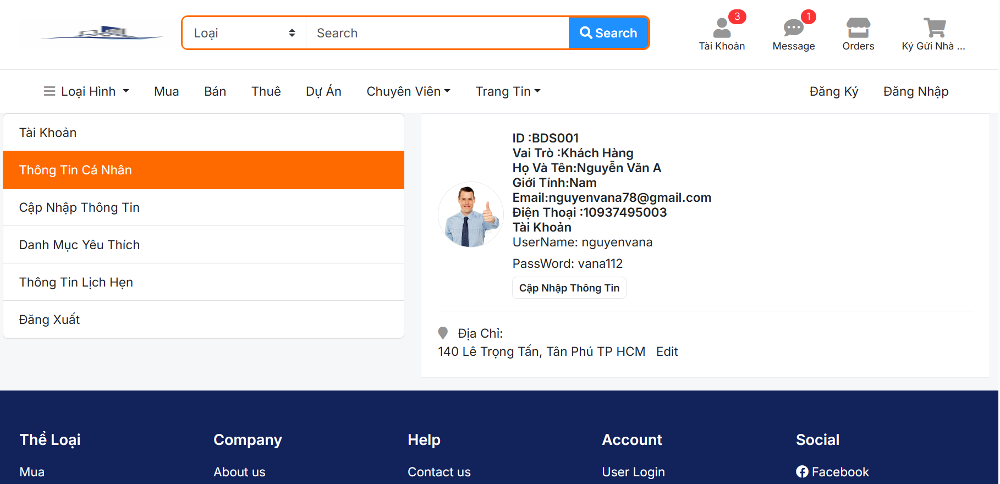 Loại
Search
Search
3
Tài Khoản
1
Message
Orders
Ký Gửi Nhà ...
Loại Hình
Mua
Bán
Thuê
Dự Án
Chuyên Viên
Trang Tin
Đăng Ký
Đăng Nhập
Tài Khoản
Thông Tin Cá Nhân
Cập Nhập Thông Tin
Danh Mục Yêu Thích
Thông Tin Lịch Hẹn
Đăng Xuất
ID :BDS001
Vai Trò :Khách Hàng
Họ Và Tên:Nguyễn Văn A
Giới Tính:Nam
Email:nguyenvana78@gmail.com
Điện Thoại :10937495003
Tài Khoản
UserName: nguyenvana
PassWord: vana112
Cập Nhập Thông Tin
Địa Chỉ:
140 Lê Trọng Tấn, Tân Phú TP HCM Edit
Thể Loại
Company
Help
Account
Social
Mua
About us
Contact us
User Login
Facebook